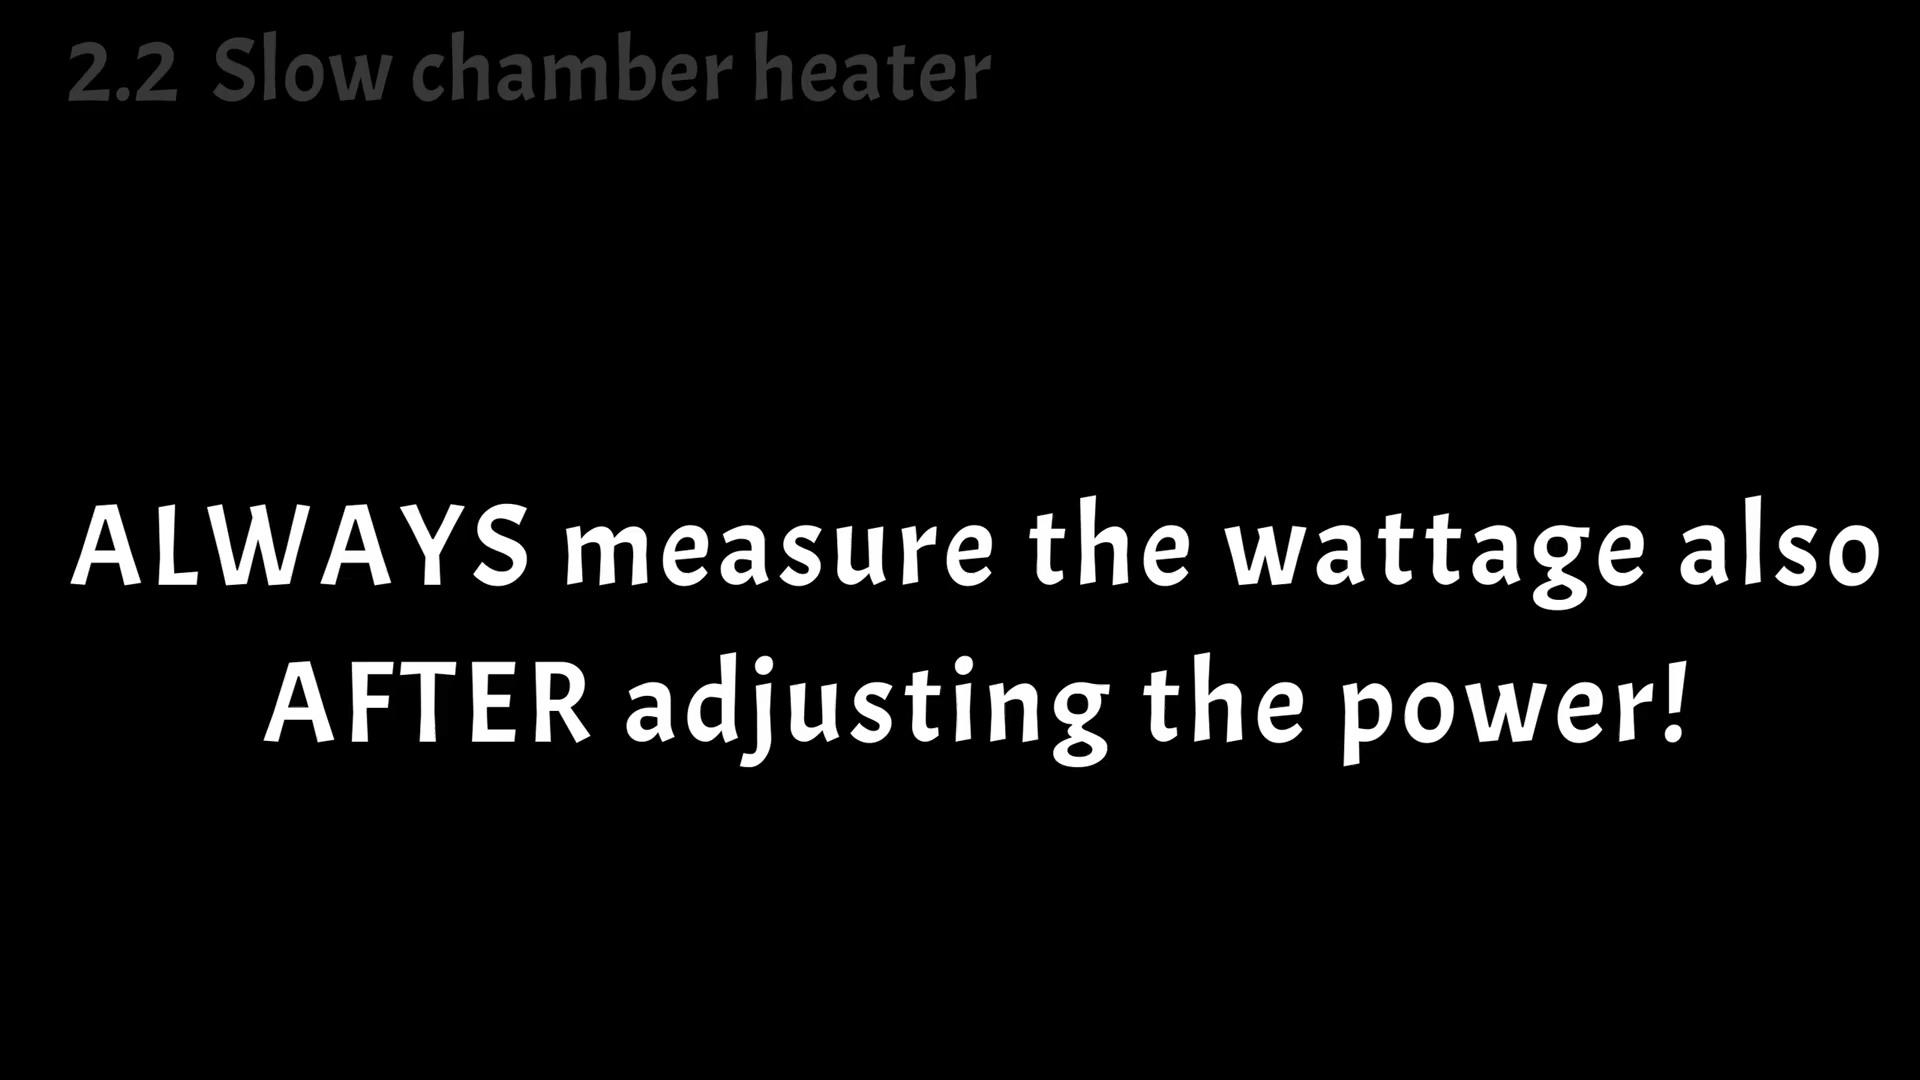 2.2 Slow chamber heater
ALWAYS measure the wattage also
AFTER adjusting the power!